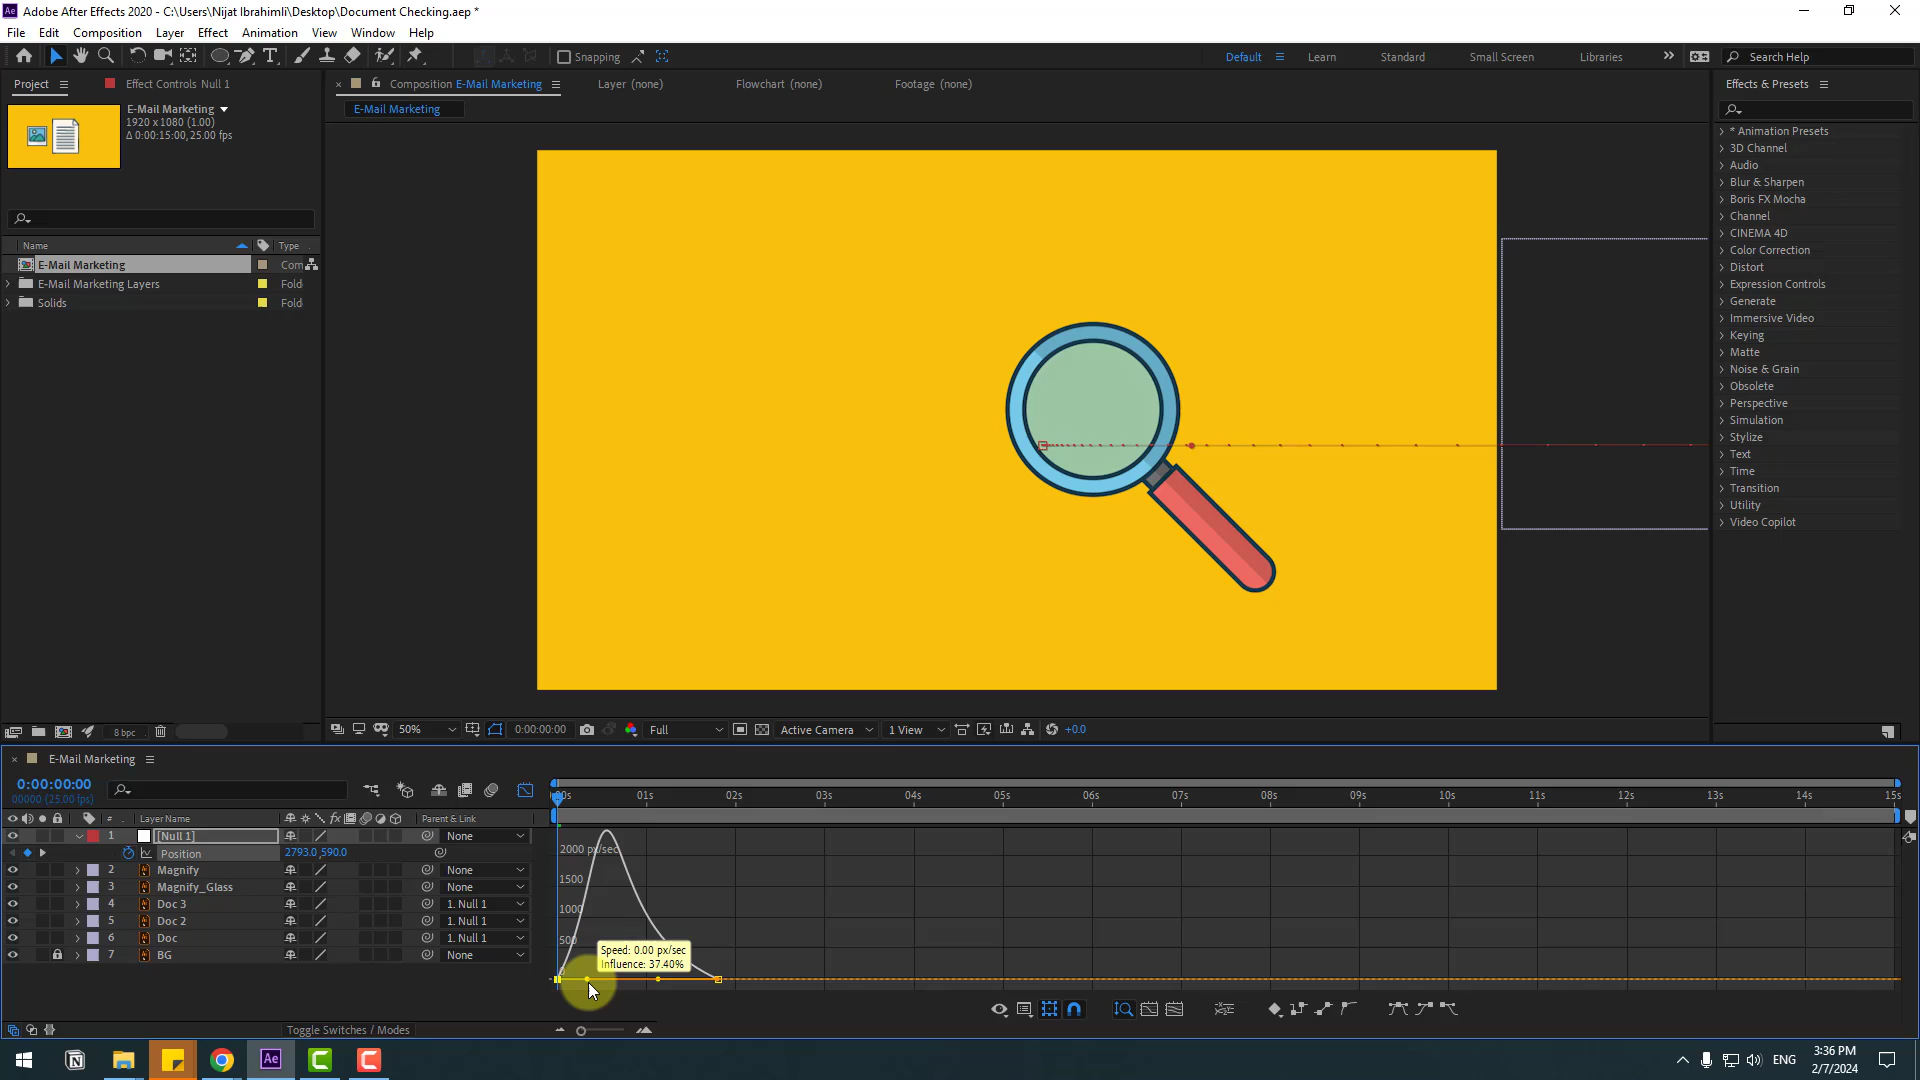 Adobe After Effects 2020 - C:\Users\Nijat Ibrahimli\Desktop\Document Checking.aep *
File Edit Composition Layer Effect Animation View Window Help
Snapping Default Learn Standard Small Screen Libraries Search Help
Project Effect Controls Null 1
E-Mail Marketing
1920 x 1080 (1.00)
Δ 0:00:15:00, 25.00 fps
Name Type
E-Mail Marketing Com
E-Mail Marketing Layers Fold
Solids Fold
8 bpc
Composition E-Mail Marketing Layer (none) Flowchart (none) Footage (none)
E-Mail Marketing
50% 0:00:00:00 Full Active Camera 1 View +0.0
Effects & Presets
* Animation Presets
3D Channel
Audio
Blur & Sharpen
Boris FX Mocha
Channel
CINEMA 4D
Color Correction
Distort
Expression Controls
Generate
Immersive Video
Keying
Matte
Noise & Grain
Obsolete
Perspective
Simulation
Stylize
Text
Time
Transition
Utility
Video Copilot
E-Mail Marketing
0:00:00:00
00000 (25.00 fps)
# Layer Name Parent & Link
1 [Null 1] None
Position 2793.0,590.0
2 Magnify None
3 Magnify_Glass None
4 Doc 3 1. Null 1
5 Doc 2 1. Null 1
6 Doc 1. Null 1
7 BG None
Toggle Switches / Modes
00s 01s 02s 03s 04s 05s 06s 07s 08s 09s 10s 11s 12s 13s 14s 15s
2000 px/sec
1500
1000
500
0
Speed: 0.00 px/sec
Influence: 37.40%
ENG
3:36 PM
2/7/2024